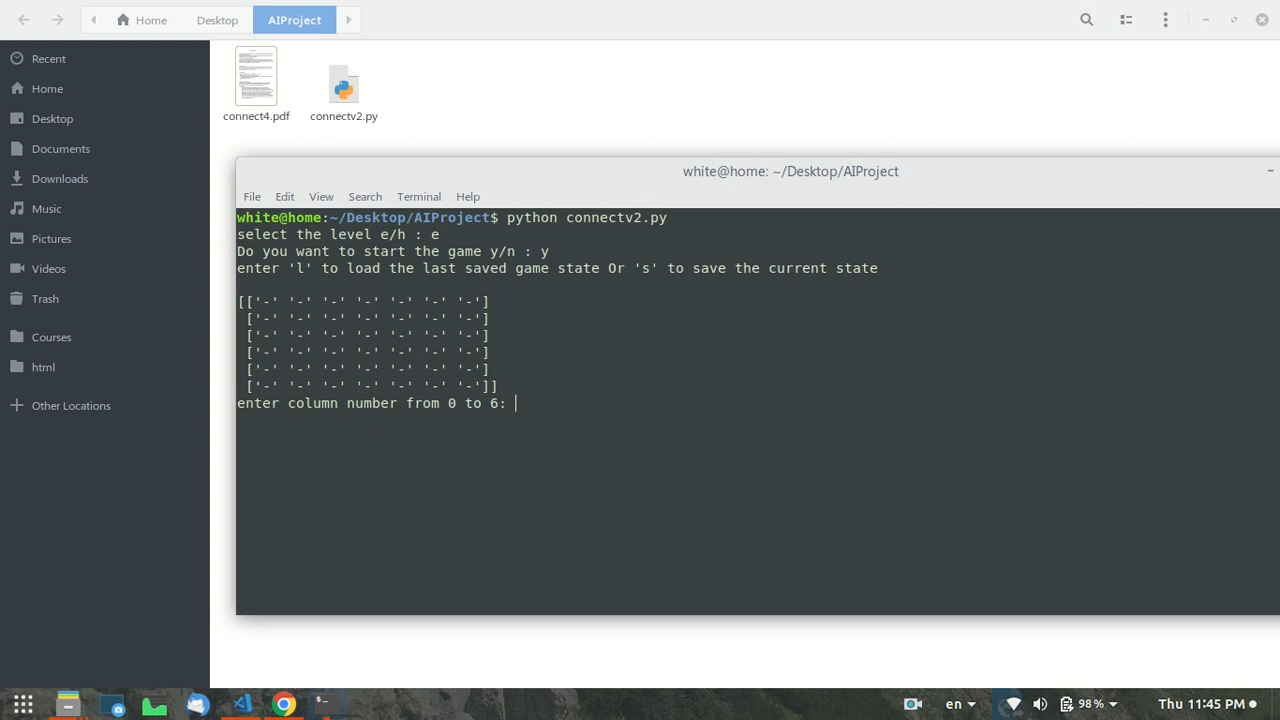 Home Desktop AIProject
Recent
Home
Desktop
Documents
Downloads
Music
Pictures
Videos
Trash
Courses
html
Other Locations
connect4.pdf connectv2.py
white@home: ~/Desktop/AIProject
File Edit View Search Terminal Help
white@home:~/Desktop/AIProject$ python connectv2.py
select the level e/h : e
Do you want to start the game y/n : y
enter 'l' to load the last saved game state Or 's' to save the current state
[['-' '-' '-' '-' '-' '-' '-']
['-' '-' '-' '-' '-' '-' '-']
['-' '-' '-' '-' '-' '-' '-']
['-' '-' '-' '-' '-' '-' '-']
['-' '-' '-' '-' '-' '-' '-']
['-' '-' '-' '-' '-' '-' '-']]
enter column number from 0 to 6:
en 98% Thu 11:45 PM